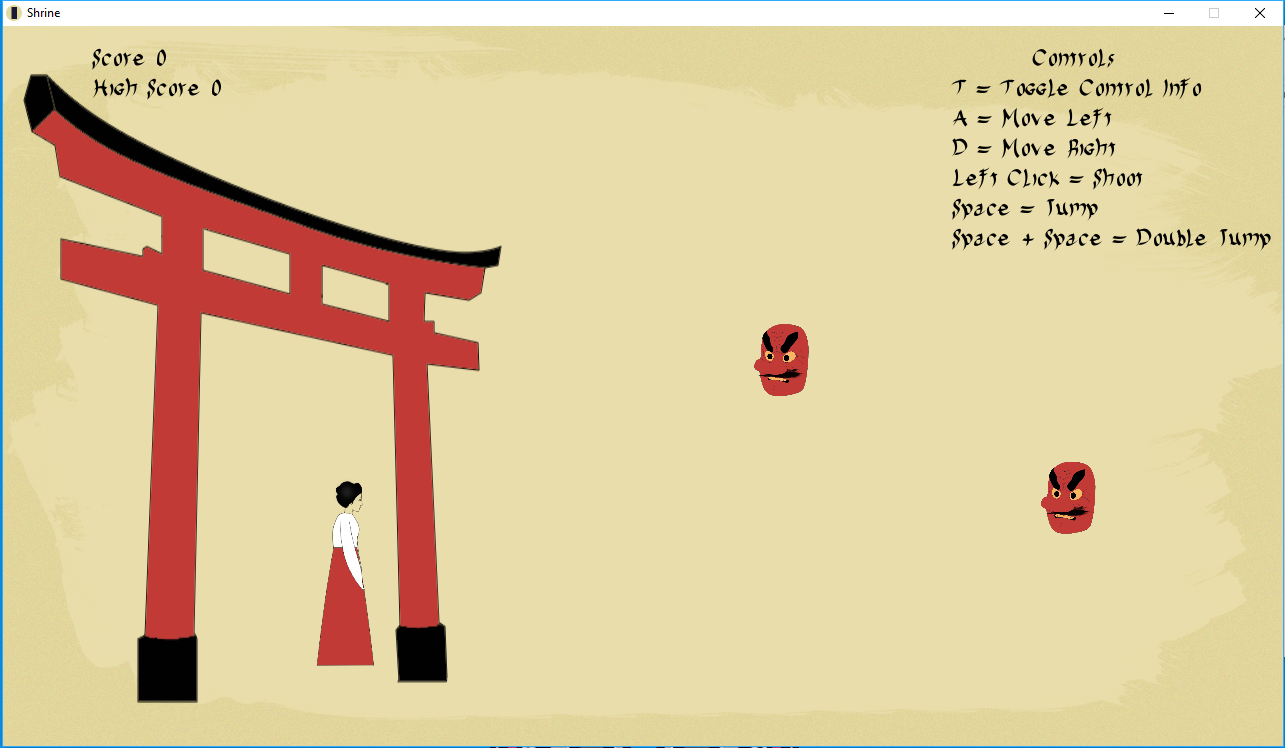 Shrine
Score 0
High Score 0
Controls
T = Toggle Control Info
A = Move Left
D = Move Right
Left Click = Shoot
Space = Jump
Space + Space = Double Jump